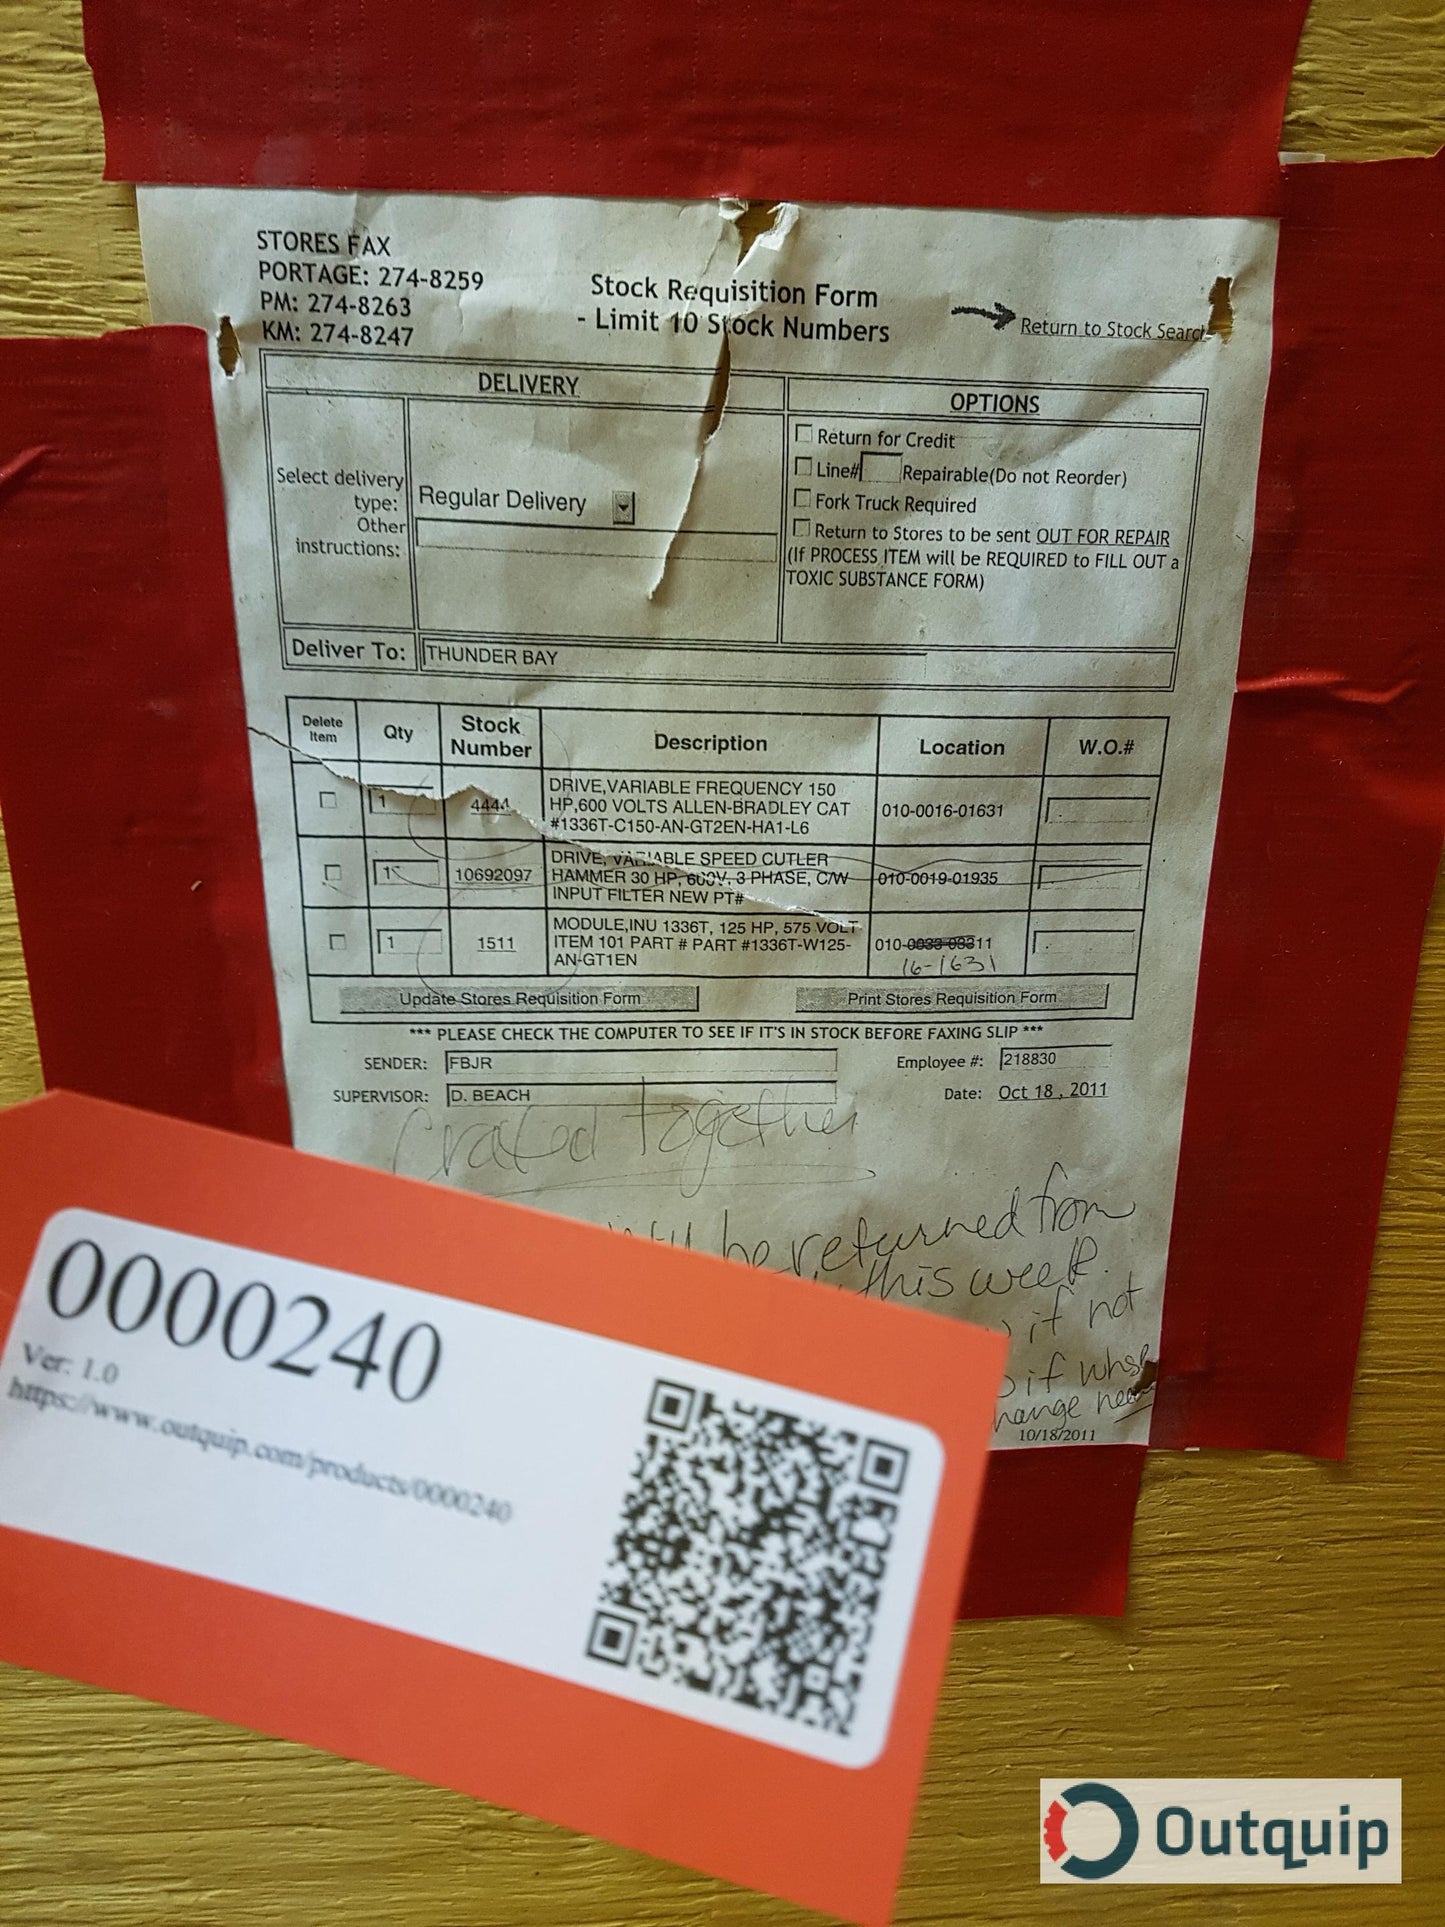 STORES FAX
PORTAGE: 274-8259
PM: 274-8263
KM: 274-8247
Stock Requisition Form
- Limit 10 Stock Numbers
Return to Stock Search
DELIVERY
Select delivery
type:
Regular Delivery
Other
instructions:
OPTIONS
Return for Credit
Line# Repairable(Do not Reorder)
Fork Truck Required
Return to Stores to be sent OUT FOR REPAIR
(If PROCESS ITEM will be REQUIRED to FILL OUT a
TOXIC SUBSTANCE FORM)
Deliver To: THUNDER BAY
Delete
Item
Qty
Stock
Number
Description
Location
W.O.#
1
4444
DRIVE,VARIABLE FREQUENCY 150
HP,600 VOLTS ALLEN-BRADLEY CAT
#1336T-C150-AN-GT2EN-HA1-L6
010-0016-01631
1
10692097
DRIVE, VARIABLE SPEED CUTLER
HAMMER 30 HP, 600V, 3 PHASE, C/W
INPUT FILTER NEW PT#
010-0019-01935
1
1511
MODULE,INU 1336T, 125 HP, 575 VOLT
ITEM 101 PART # PART #1336T-W125-
AN-GT1EN
010-0033-03311
16-1631
Update Stores Requisition Form
Print Stores Requisition Form
*** PLEASE CHECK THE COMPUTER TO SEE IF IT'S IN STOCK BEFORE FAXING SLIP ***
SENDER: FBJR
Employee #: 218830
SUPERVISOR: D. BEACH
Date: Oct 18, 2011
Crated together
be returned from
this week.
if not
if whse
change need
10/18/2011
0000240
Ver: 1.0
https://www.outquip.com/products/0000240
Outquip